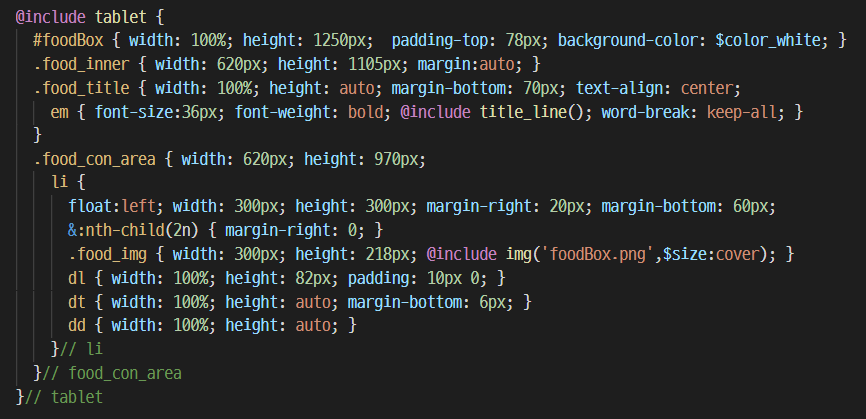 @include tablet {
#foodBox { width: 100%; height: 1250px;  padding-top: 78px; background-color: $color_white; }
.food_inner { width: 620px; height: 1105px; margin:auto; }
.food_title { width: 100%; height: auto; margin-bottom: 70px; text-align: center;
em { font-size:36px; font-weight: bold; @include title_line(); word-break: keep-all; }
}
.food_con_area { width: 620px; height: 970px;
li {
float:left; width: 300px; height: 300px; margin-right: 20px; margin-bottom: 60px;
&:nth-child(2n) { margin-right: 0; }
.food_img { width: 300px; height: 218px; @include img('foodBox.png',$size:cover); }
dl { width: 100%; height: 82px; padding: 10px 0; }
dt { width: 100%; height: auto; margin-bottom: 6px; }
dd { width: 100%; height: auto; }
}// li
}// food_con_area
}// tablet